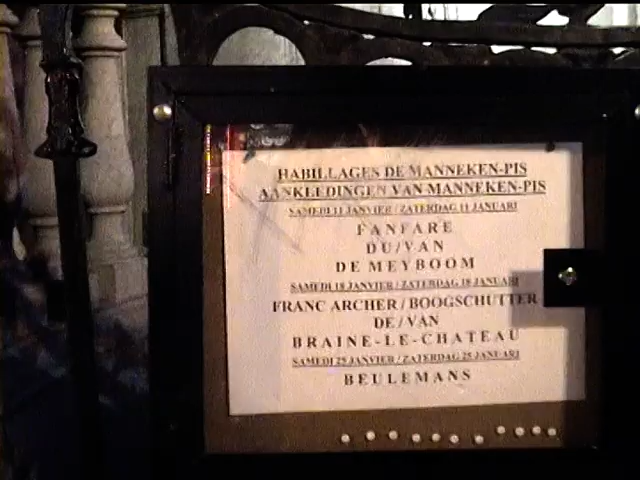 HABILLAGES DE MANNEKEN-PIS
AANKLEDINGEN VAN MANNEKEN-PIS
SAMEDI 11 JANVIER / ZATERDAG 11 JANUARI
FANFARE
DU/VAN
DE MEYBOOM
SAMEDI 18 JANVIER / ZATERDAG 18 JANUARI
FRANC ARCHER / BOOGSCHUTTER
DE/VAN
BRAINE-LE-CHATEAU
SAMEDI 25 JANVIER / ZATERDAG 25 JANUARI
BEULEMANS